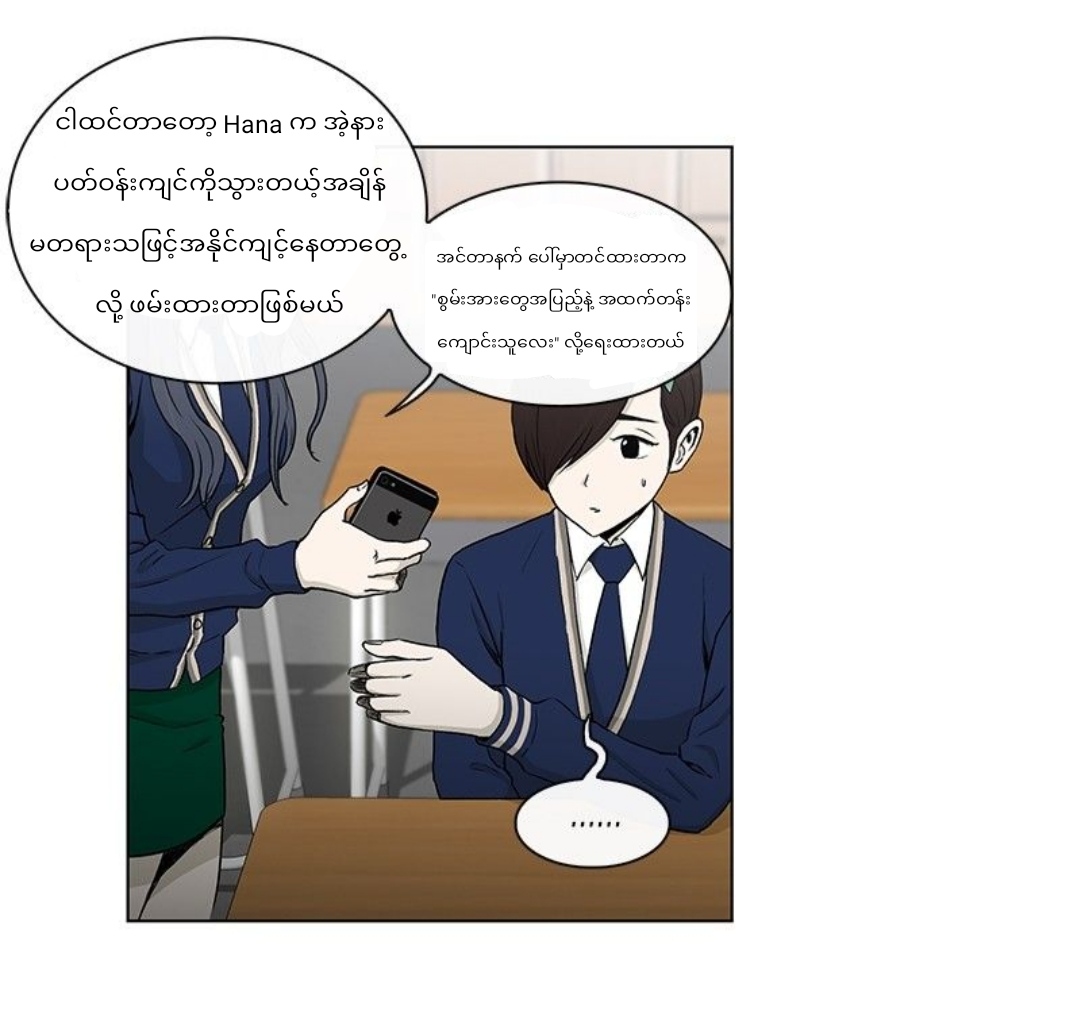 ငါထင်တာတော့ Hana က အဲ့နား
ပတ်ဝန်းကျင်ကိုသွားတယ့်အချိန်
မတရားသဖြင့်အနိုင်ကျင့်နေတာတွေ့
လို့ ဖမ်းထားတာဖြစ်မယ်
အင်တာနက် ပေါ်မှာတင်ထားတာက
"စွမ်းအားတွေအပြည့်နဲ့ အထက်တန်း
ကျောင်းသူလေး" လို့ရေးထားတယ်
......